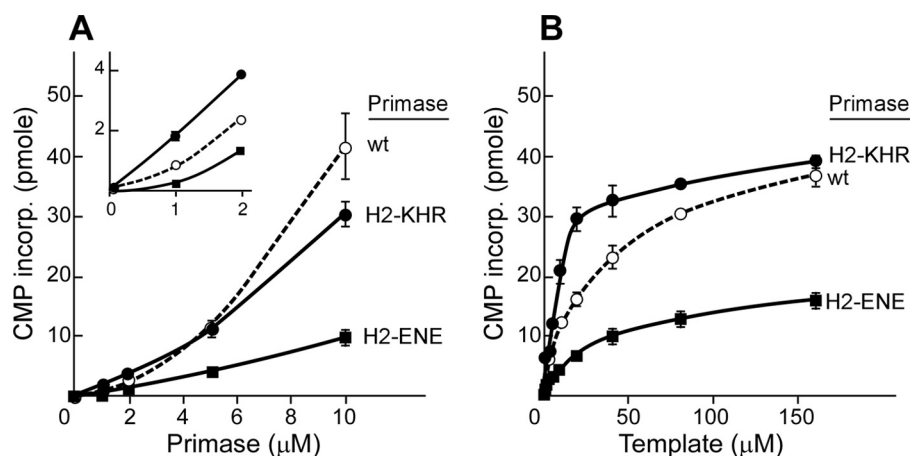 A
B
CMP incorp. (pmole)
50
40
30
20
10
0
0
2
4
6
8
10
Primase (μM)
4
2
0
1
2
Primase
wt
H2-KHR
H2-ENE
CMP incorp. (pmole)
50
40
30
20
10
0
0
50
100
150
Template (μM)
Primase
H2-KHR
wt
H2-ENE